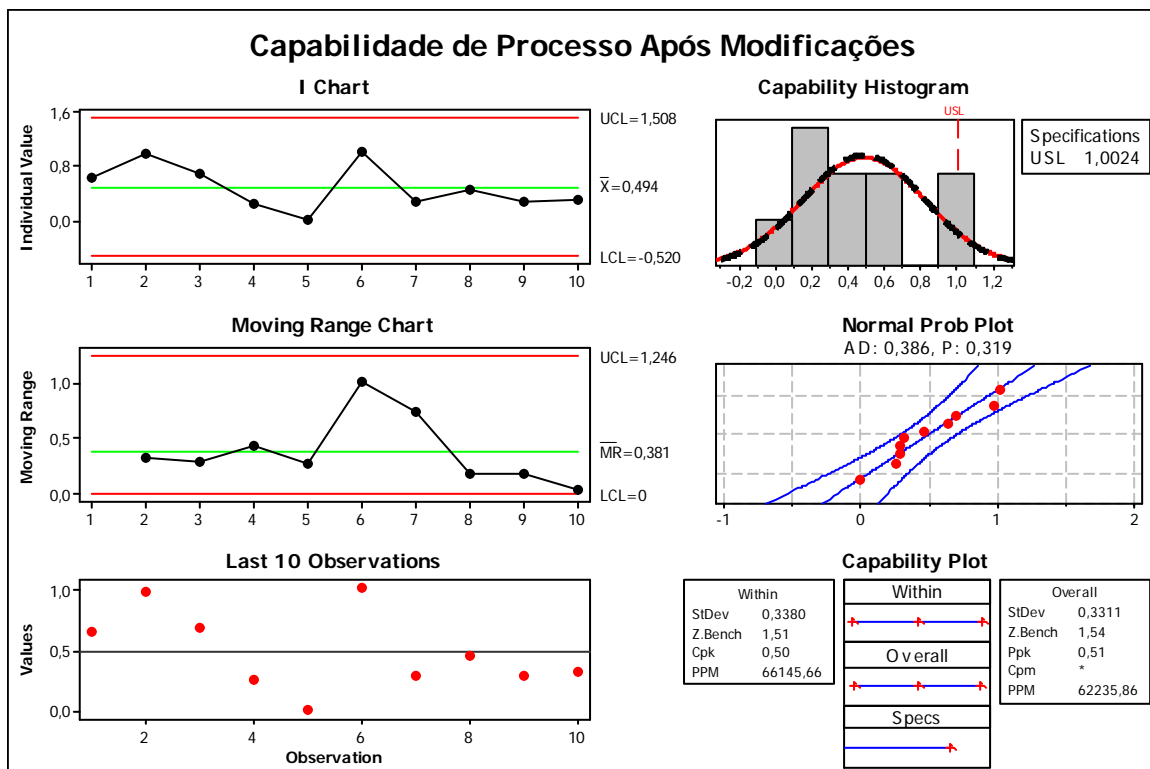 Capabilidade de Processo Após Modificações
I Chart
Individual Value
1,6
0,8
0,0
1 2 3 4 5 6 7 8 9 10
UCL=1,508
X=0,494
LCL=-0,520
Capability Histogram
USL
Specifications
USL 1,0024
-0,2 0,0 0,2 0,4 0,6 0,8 1,0 1,2
Moving Range Chart
Moving Range
1,0
0,5
0,0
1 2 3 4 5 6 7 8 9 10
UCL=1,246
MR=0,381
LCL=0
Normal Prob Plot
AD: 0,386, P: 0,319
-1 0 1 2
Last 10 Observations
Values
1,0
0,5
0,0
2 4 6 8 10
Observation
Capability Plot
Within
StDev 0,3380
Z.Bench 1,51
Cpk 0,50
PPM 66145,66
Within
Overall
Specs
Overall
StDev 0,3311
Z.Bench 1,54
Ppk 0,51
Cpm *
PPM 62235,86